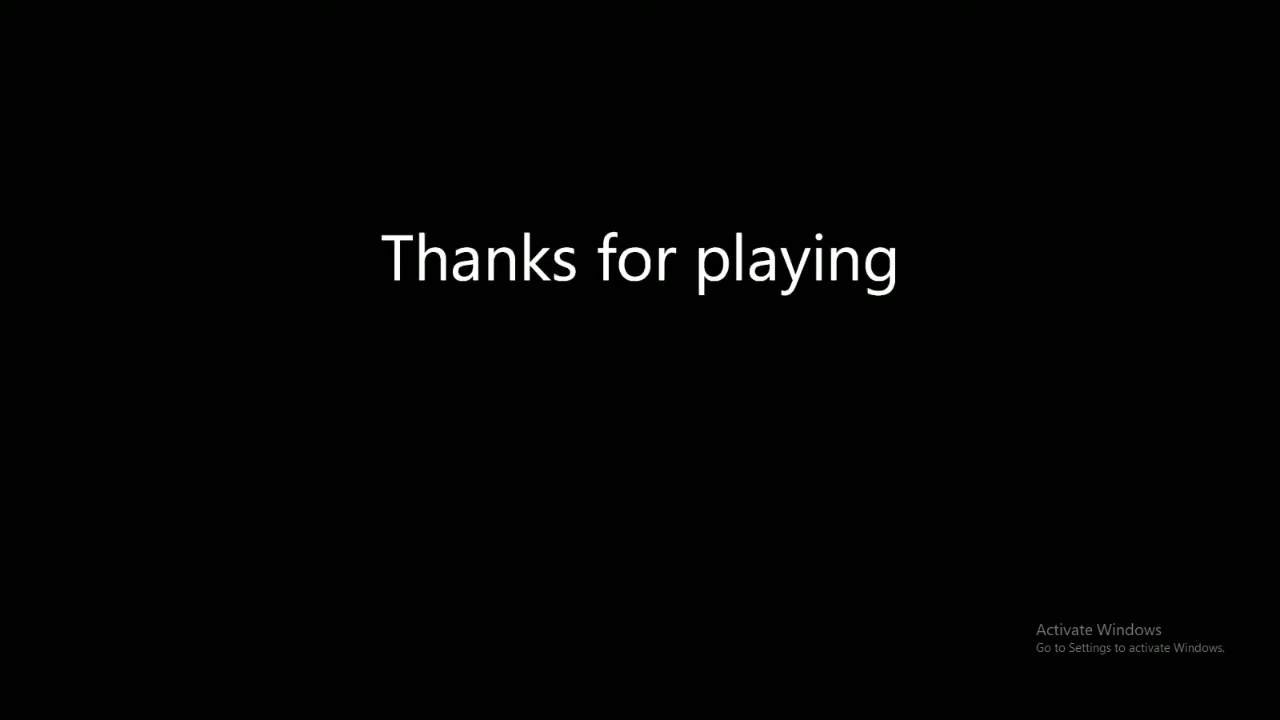 Thanks for playing
Activate Windows
Go to Settings to activate Windows.